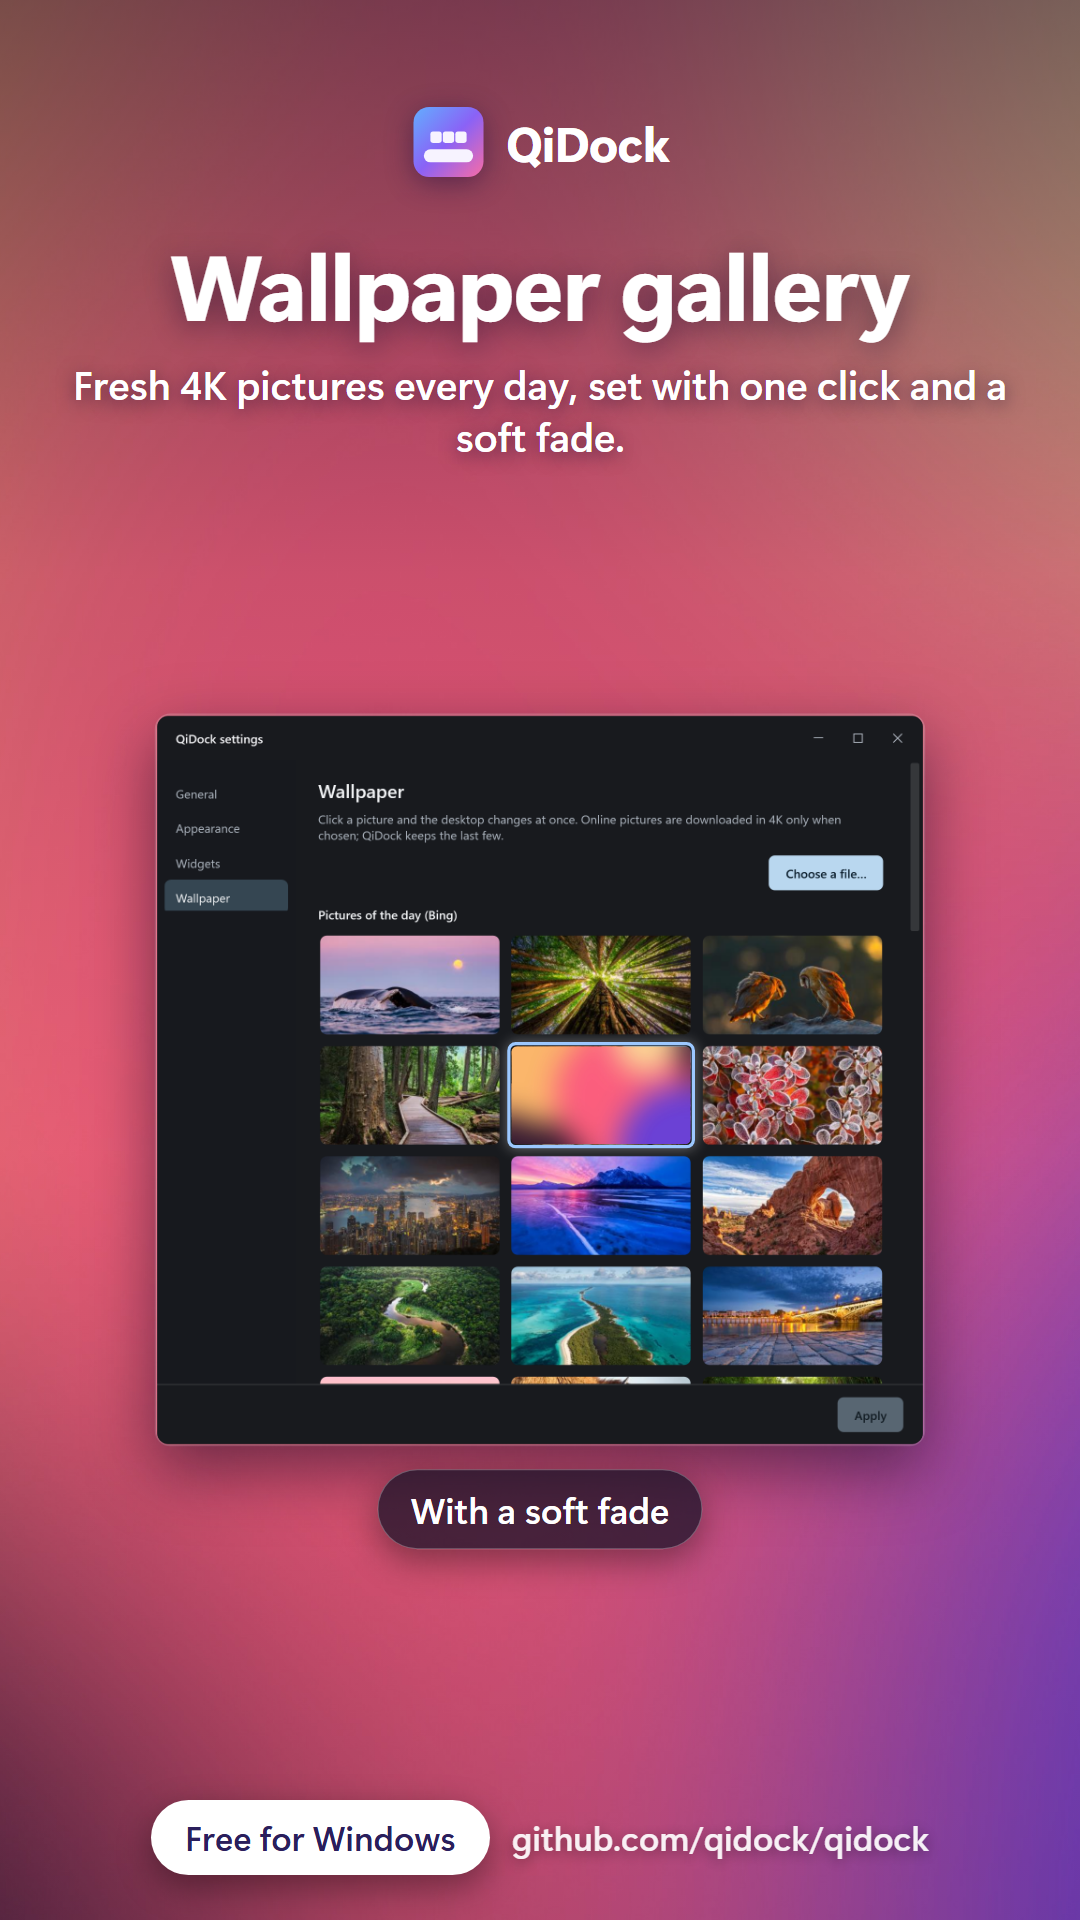 QiDock
Wallpaper gallery
Fresh 4K pictures every day, set with one click and a
soft fade.
QiDock settings
General
Appearance
Widgets
Wallpaper
Wallpaper
Click a picture and the desktop changes at once. Online pictures are downloaded in 4K only when
chosen; QiDock keeps the last few.
Choose a file...
Pictures of the day (Bing)
Apply
With a soft fade
Free for Windows
github.com/qidock/qidock